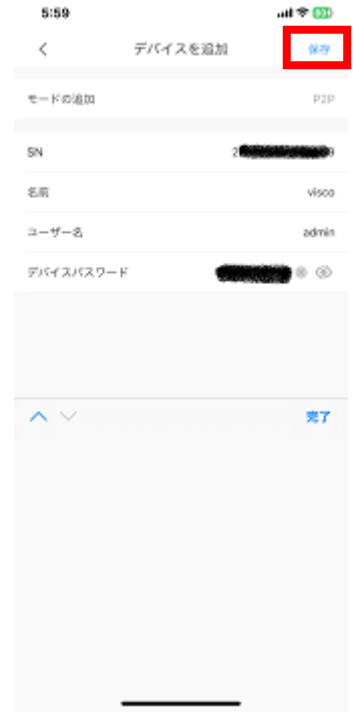 5:59
デバイスを追加 保存
モードの追加 P2P
SN 2 9
名前 visco
ユーザー名 admin
デバイスパスワード
完了